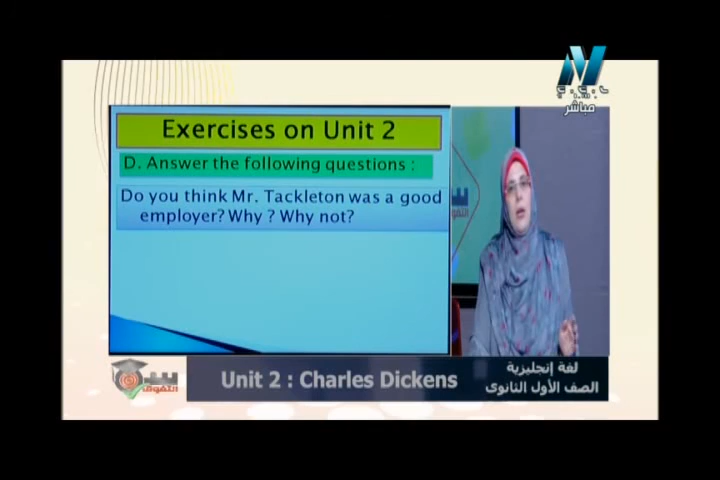 مباشر
Exercises on Unit 2
D. Answer the following questions :
Do you think Mr. Tackleton was a good
employer? Why ? Why not?
التفوق
Unit 2 : Charles Dickens
لغة إنجليزية
الصف الأول الثانوى